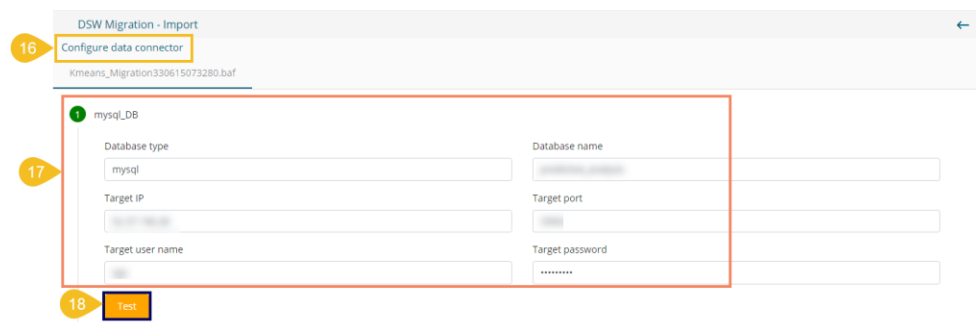 DSW Migration - Import
16
Configure data connector
Kmeans_Migration330615073280.baf
1 mysql_DB
17
Database type Database name
mysql
Target IP Target port
Target user name Target password
•••••••••
18
Test